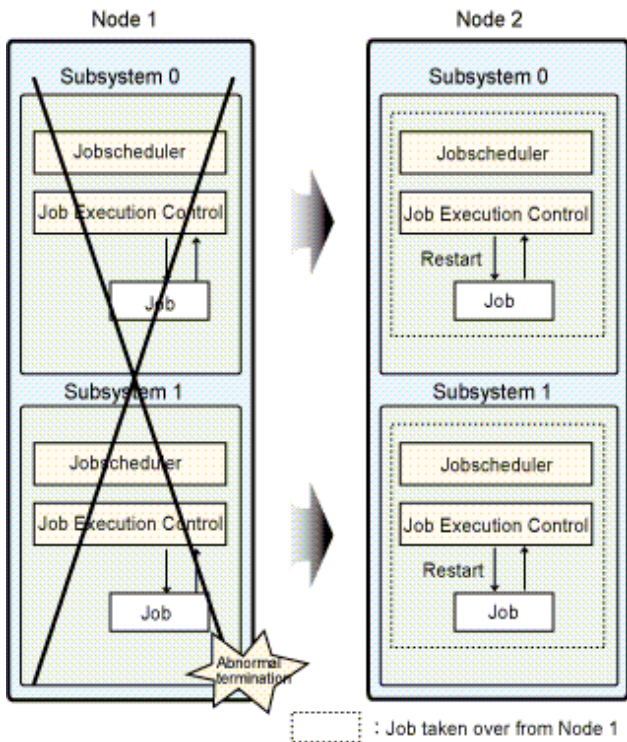 Node 1
Subsystem 0
Jobscheduler
Job Execution Control
Job
Subsystem 1
Jobscheduler
Job Execution Control
Job
Abnormal
termination
Node 2
Subsystem 0
Jobscheduler
Job Execution Control
Restart
Job
Subsystem 1
Jobscheduler
Job Execution Control
Restart
Job
: Job taken over from Node 1